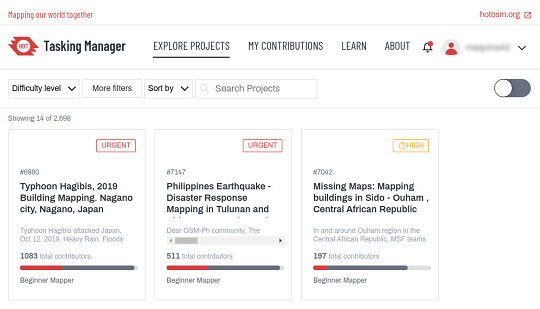 Mapping our world together
hotosm.org
HOT
Tasking Manager
EXPLORE PROJECTS
MY CONTRIBUTIONS
LEARN
ABOUT
Difficulty level
More filters
Sort by
Search Projects
Showing 14 of 2,698
URGENT
#6980
Typhoon Hagibis, 2019
Building Mapping. Nagano
city, Nagano, Japan
Typhoon Hagibis attacked Japan,
Oct 12, 2019. Heavy Rain, Floods
1083 total contributors
Beginner Mapper
URGENT
#7147
Philippines Earthquake -
Disaster Response
Mapping in Tulunan and
Dear OSM-Ph community. The
511 total contributors
Beginner Mapper
HIGH
#7042
Missing Maps: Mapping
buildings in Sido - Ouham ,
Central African Republic
In and around Ouham region in the
Central African Republic, MSF teams
197 total contributors
Beginner Mapper